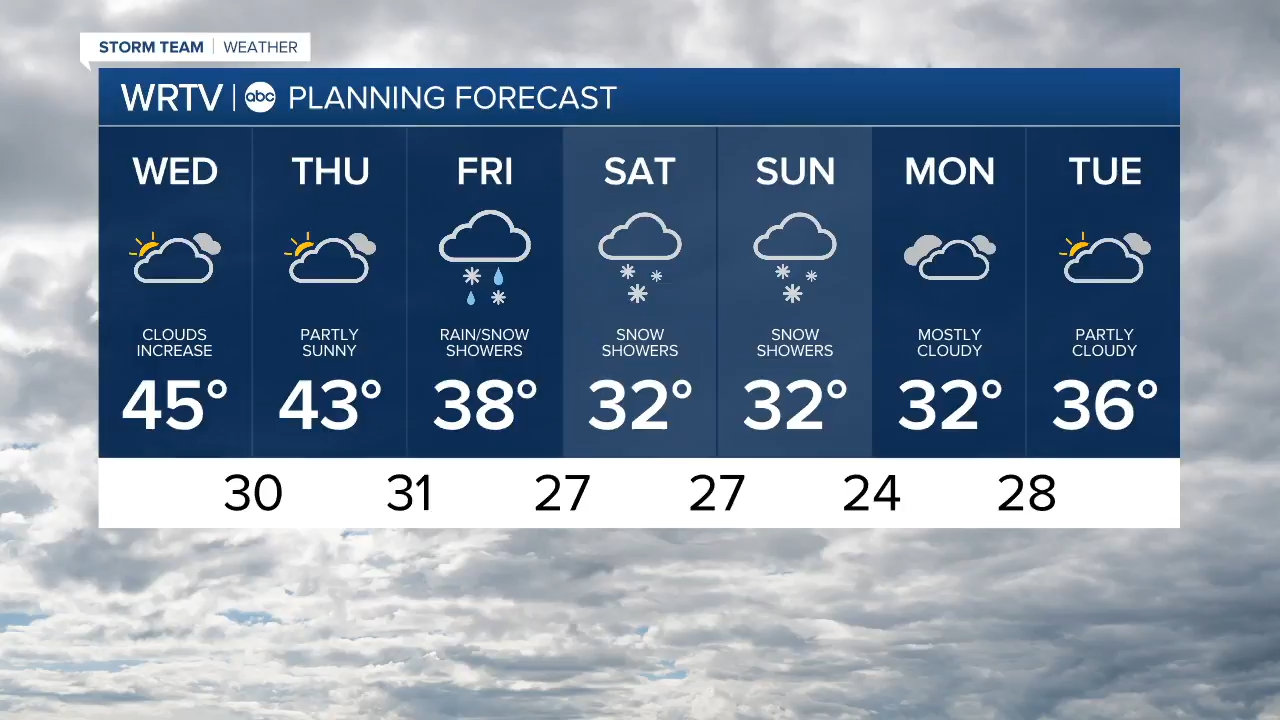 STORM TEAM | WEATHER
WRTV | abc PLANNING FORECAST
WED THU FRI SAT SUN MON TUE
CLOUDS PARTLY RAIN/SNOW SNOW SNOW MOSTLY PARTLY
INCREASE SUNNY SHOWERS SHOWERS SHOWERS CLOUDY CLOUDY
45° 43° 38° 32° 32° 32° 36°
30 31 27 27 24 28